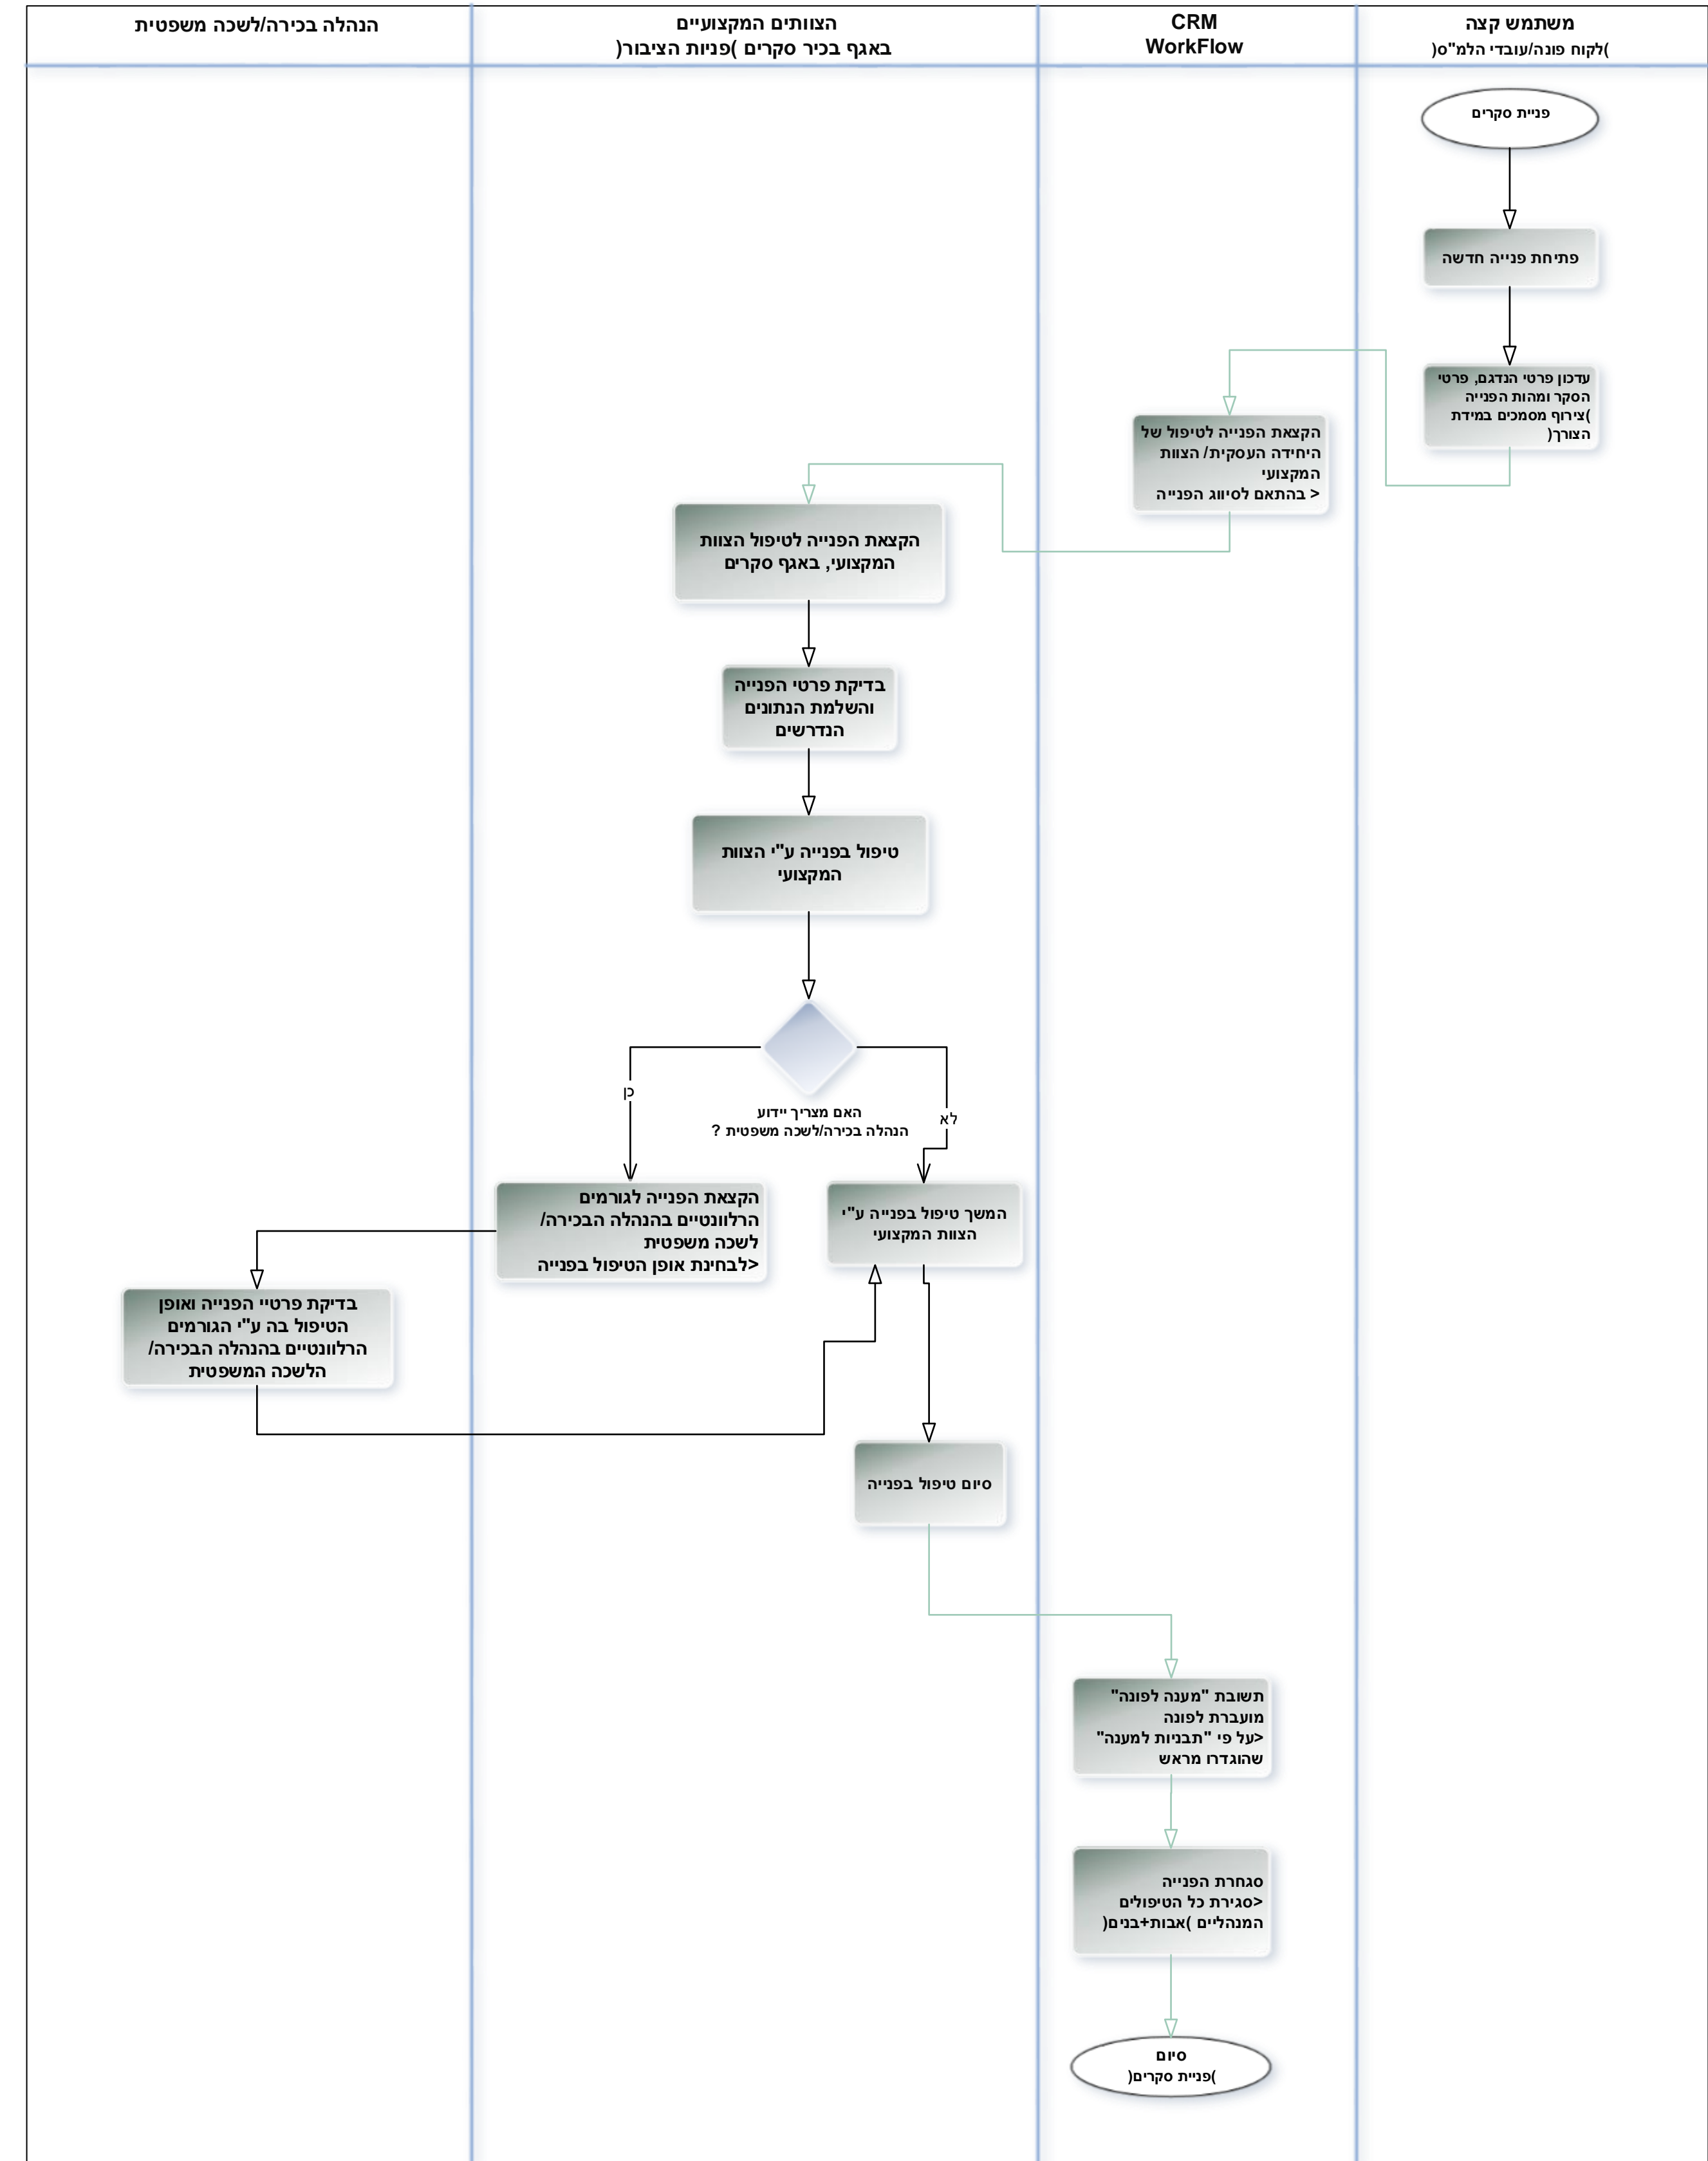 משתמש קצה
)לקוח פונה/עובדי הלמ"ס(
CRM
WorkFlow
הצוותים המקצועיים
באגף בכיר סקרים )פניות הציבור(
הנהלה בכירה/לשכה משפטית
פניית סקרים
פתיחת פנייה חדשה
עדכון פרטי הנדגם, פרטי
הסקר ומהות הפנייה
)צירוף מסמכים במידת
הצורך(
הקצאת הפנייה לטיפול של
היחידה העסקית/ הצוות
המקצועי
> בהתאם לסיווג הפנייה
הקצאת הפנייה לטיפול הצוות
המקצועי, באגף סקרים
בדיקת פרטי הפנייה
והשלמת הנתונים
הנדרשים
טיפול בפנייה ע"י הצוות
המקצועי
האם מצריך יידוע
הנהלה בכירה/לשכה משפטית ?
לא
כן
המשך טיפול בפנייה ע"י
הצוות המקצועי
הקצאת הפנייה לגורמים
הרלוונטיים בהנהלה הבכירה/
לשכה משפטית
>לבחינת אופן הטיפול בפנייה
בדיקת פרטיי הפנייה ואופן
הטיפול בה ע"י הגורמים
הרלוונטיים בהנהלה הבכירה/
הלשכה המשפטית
סיום טיפול בפנייה
תשובת "מענה לפונה"
מועברת לפונה
>על פי "תבניות למענה"
שהוגדרו מראש
סגחרת הפנייה
>סגירת כל הטיפולים
המנהליים )אבות+בנים(
סיום
)פניית סקרים(